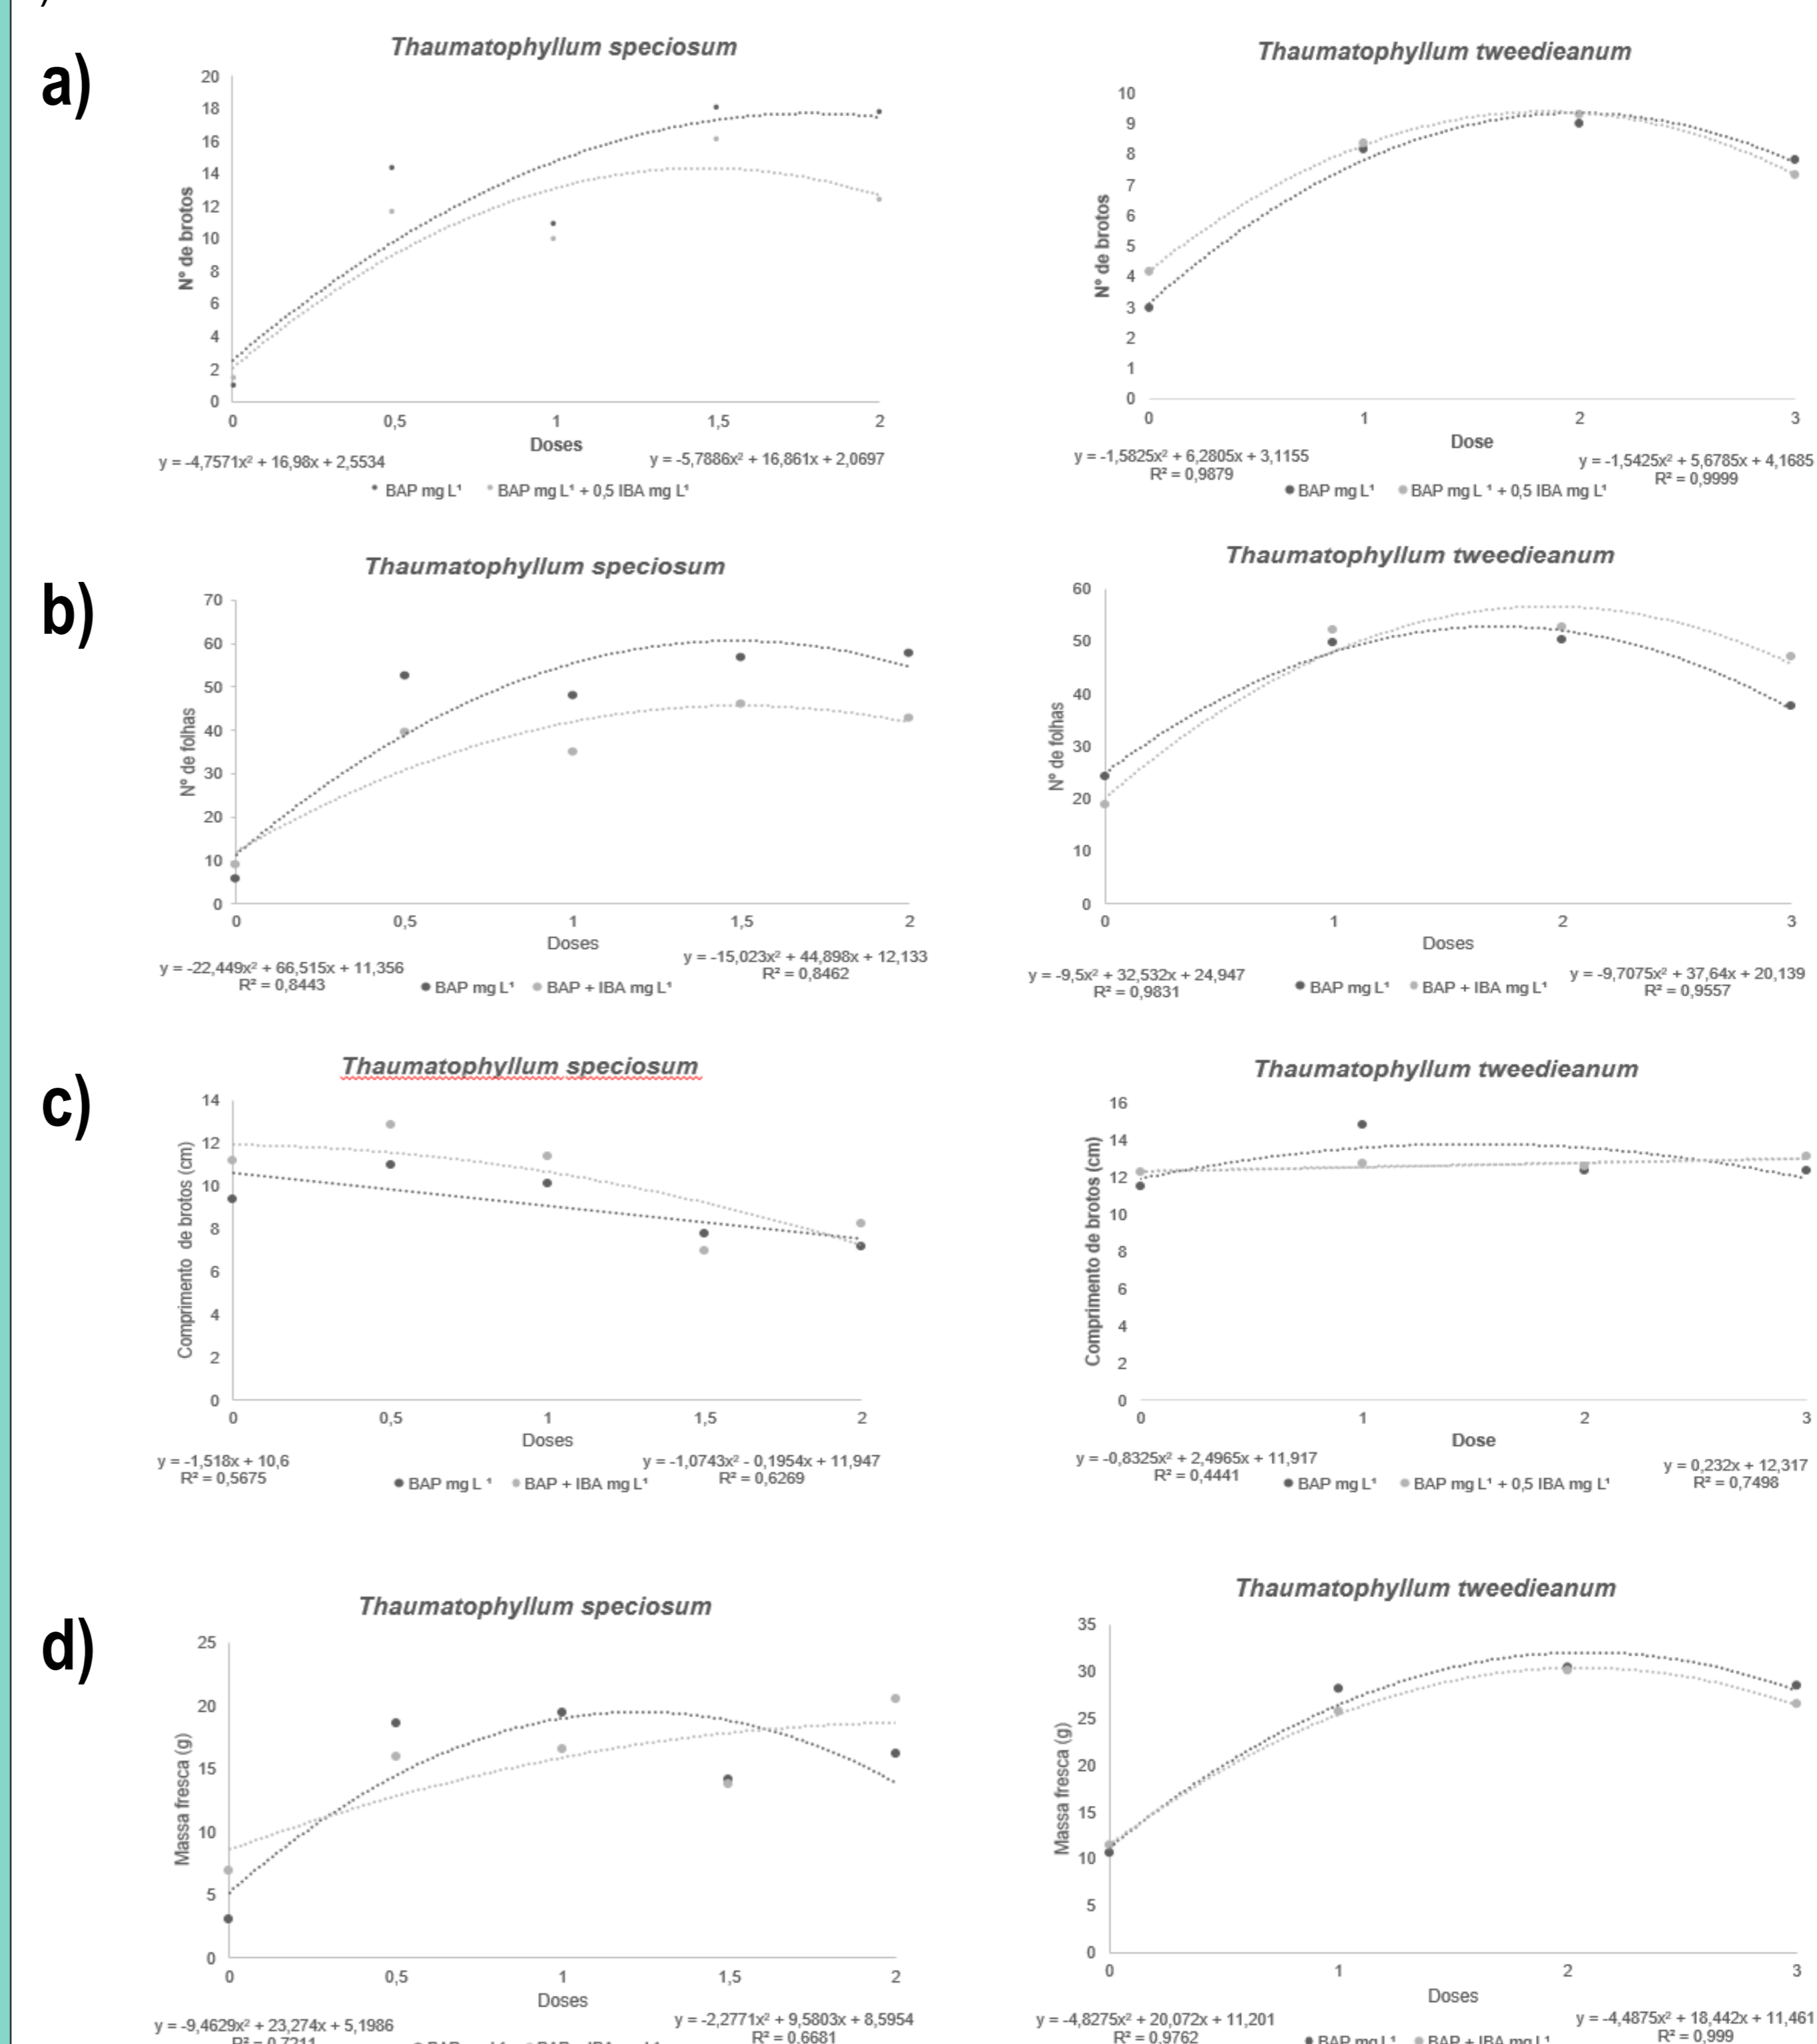 a)
Thaumatophyllum speciosum
20
18
16
14
12
10
8
6
4
2
0
Nº de brotos
0 0,5 1 1,5 2
Doses
y = -4,7571x² + 16,98x + 2,5534
y = -5,7886x² + 16,861x + 2,0697
BAP mg L¹ BAP mg L¹ + 0,5 IBA mg L¹
Thaumatophyllum tweedieanum
10
9
8
7
6
5
4
3
2
1
0
Nº de brotos
0 1 2 3
Dose
y = -1,5825x² + 6,2805x + 3,1155
R² = 0,9879
y = -1,5425x² + 5,6785x + 4,1685
R² = 0,9999
BAP mg L¹ BAP mg L ¹ + 0,5 IBA mg L¹
b)
Thaumatophyllum speciosum
70
60
50
40
30
20
10
0
Nº de folhas
0 0,5 1 1,5 2
Doses
y = -22,449x² + 66,515x + 11,356
R² = 0,8443
y = -15,023x² + 44,898x + 12,133
R² = 0,8462
BAP mg L¹ BAP + IBA mg L¹
Thaumatophyllum tweedieanum
60
50
40
30
20
10
0
Nº de folhas
0 1 2 3
Doses
y = -9,5x² + 32,532x + 24,947
R² = 0,9831
y = -9,7075x² + 37,64x + 20,139
R² = 0,9557
BAP mg L¹ BAP + IBA mg L¹
c)
Thaumatophyllum speciosum
14
12
10
8
6
4
2
0
Comprimento de brotos (cm)
0 0,5 1 1,5 2
Doses
y = -1,518x + 10,6
R² = 0,5675
y = -1,0743x² - 0,1954x + 11,947
R² = 0,6269
BAP mg L ¹ BAP + IBA mg L¹
Thaumatophyllum tweedieanum
16
14
12
10
8
6
4
2
0
Comprimento de brotos (cm)
0 1 2 3
Dose
y = -0,8325x² + 2,4965x + 11,917
R² = 0,4441
y = 0,232x + 12,317
R² = 0,7498
BAP mg L¹ BAP mg L¹ + 0,5 IBA mg L¹
d)
Thaumatophyllum speciosum
25
20
15
10
5
0
Massa fresca (g)
0 0,5 1 1,5 2
Doses
y = -9,4629x² + 23,274x + 5,1986
R² = 0,7211
y = -2,2771x² + 9,5803x + 8,5954
R² = 0,6681
Thaumatophyllum tweedieanum
35
30
25
20
15
10
5
0
Massa fresca (g)
0 1 2 3
Doses
y = -4,8275x² + 20,072x + 11,201
R² = 0,9762
y = -4,4875x² + 18,442x + 11,461
R² = 0,999
BAP mg L¹ BAP + IBA mg L¹